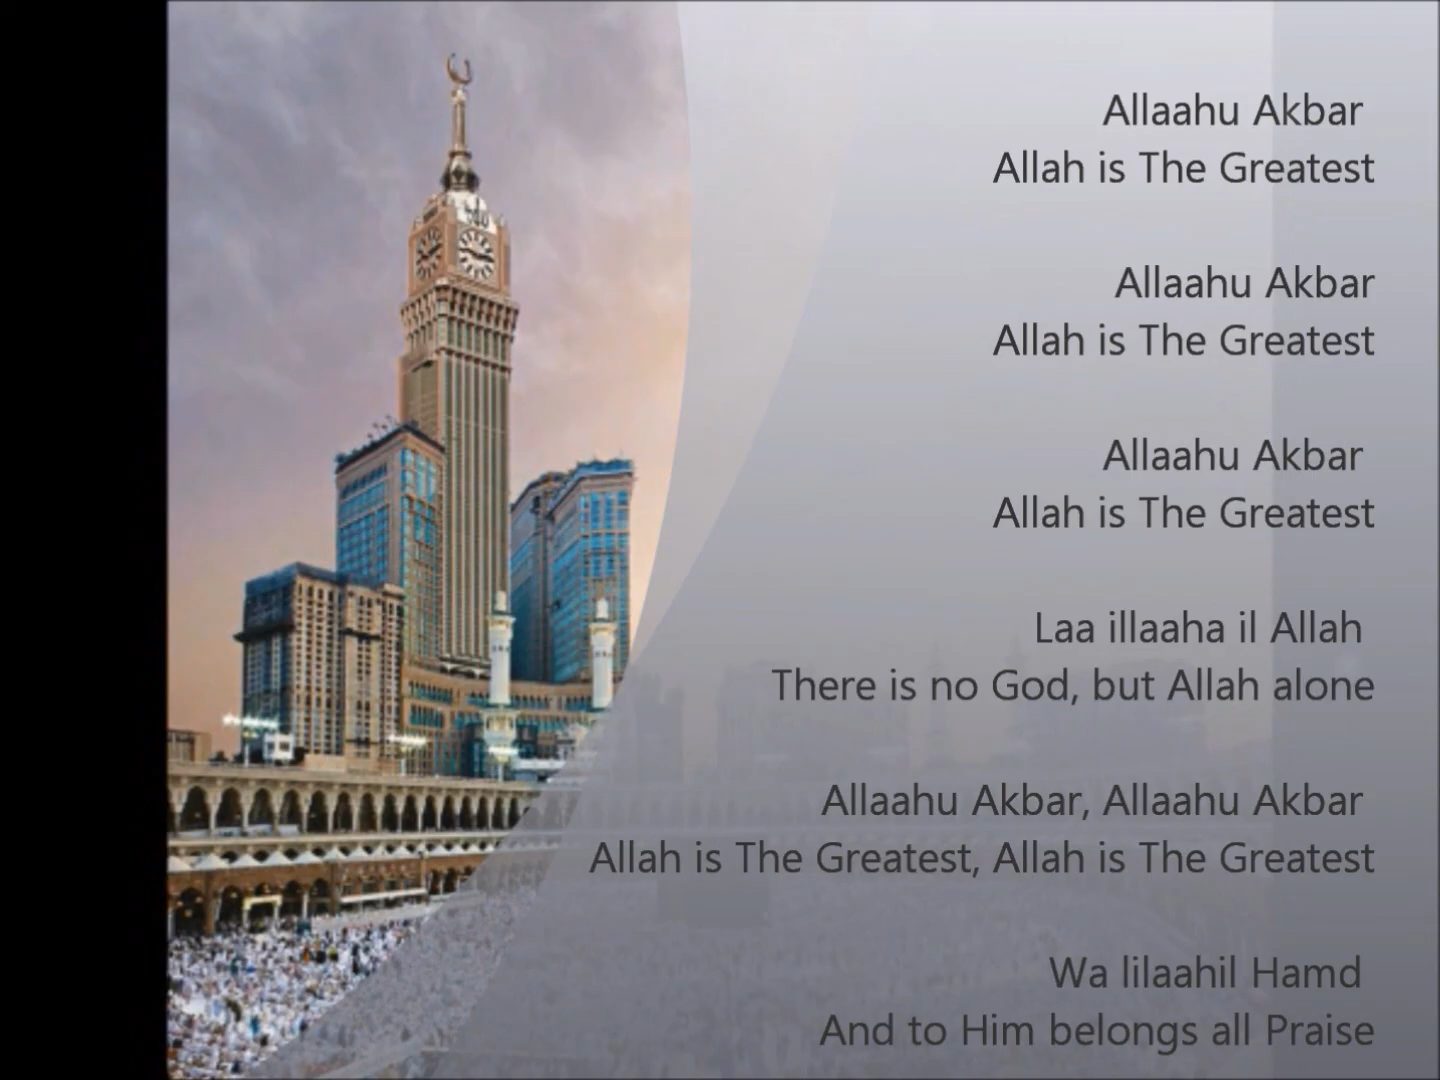 Allaahu Akbar
Allah is The Greatest
Allaahu Akbar
Allah is The Greatest
Allaahu Akbar
Allah is The Greatest
Laa illaaha il Allah
There is no God, but Allah alone
Allaahu Akbar, Allaahu Akbar
Allah is The Greatest, Allah is The Greatest
Wa lilaahil Hamd
And to Him belongs all Praise